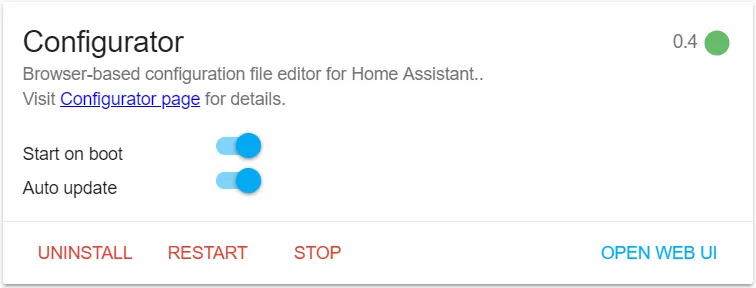 Configurator
0.4
Browser-based configuration file editor for Home Assistant..
Visit Configurator page for details.
Start on boot
Auto update
UNINSTALL RESTART STOP OPEN WEB UI